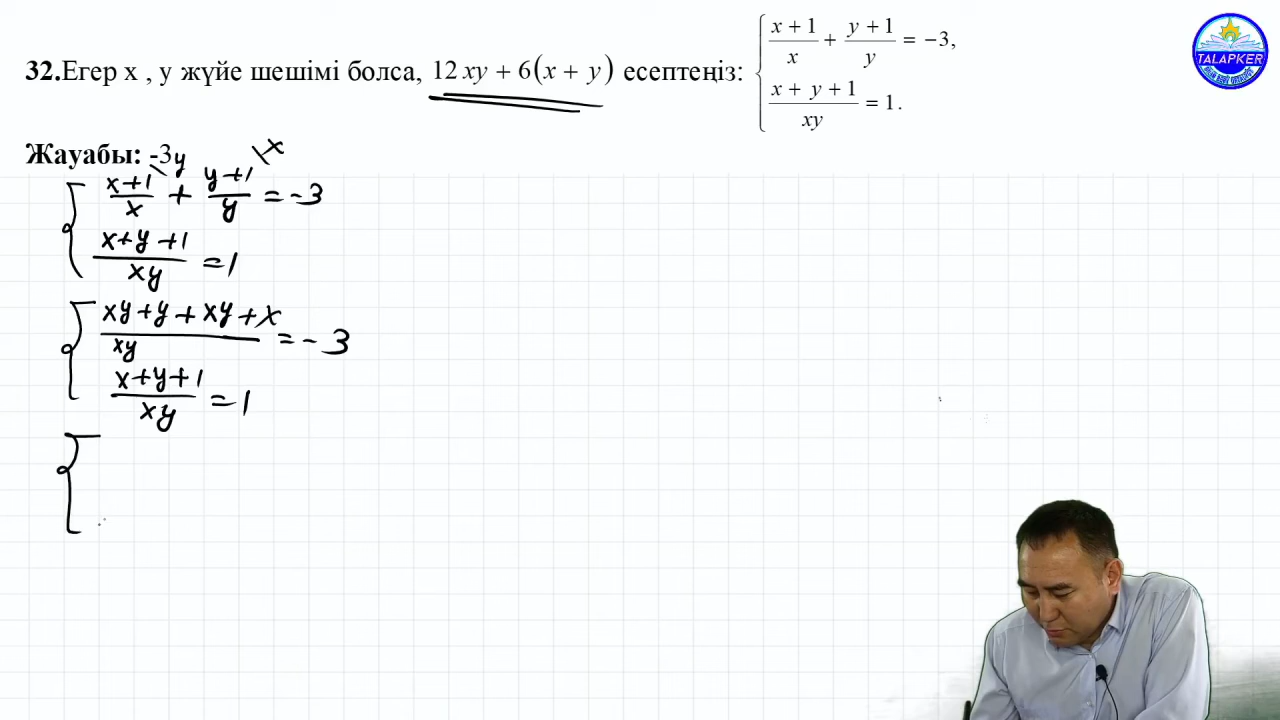 32.Егер x , y жүйе шешімі болса, 12xy + 6(x + y) есептеңіз: { (x + 1)/x + (y + 1)/y = −3, (x + y + 1)/xy = 1.
TALAPKER
Жауабы: -3
{ (x+1)/x \y + (y+1)/y \x = -3
(x+y+1)/xy = 1
{ (xy+y+xy+x)/xy = -3
(x+y+1)/xy = 1
{